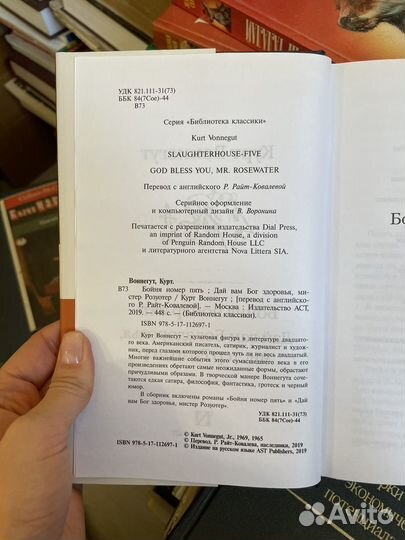 УДК 821.111-31(73)
ББК 84(7Сое)-44
В73
Серия «Библиотека классики»
Kurt Vonnegut
SLAUGHTERHOUSE-FIVE
GOD BLESS YOU, MR. ROSEWATER
Перевод с английского Р. Райт-Ковалевой
Серийное оформление
и компьютерный дизайн В. Воронина
Печатается с разрешения издательства Dial Press,
an imprint of Random House, a division
of Penguin Random House LLC
и литературного агентства Nova Littera SIA.
Воннегут, Курт.
В73 Бойня номер пять ; Дай вам Бог здоровья, ми-
стер Розуотер / Курт Воннегут ; [перевод с английско-
го Р. Райт-Ковалевой]. — Москва : Издательство АСТ,
2019. — 448 с. — (Библиотека классики).
ISBN 978-5-17-112697-1
Курт Воннегут — культовая фигура в литературе двадцато-
го века. Американский писатель, сатирик, журналист и худож-
ник, перед глазами которого прошел чуть ли не весь двадцатый.
Многие важнейшие события этого сумасшедшего века в его
произведениях обретают самые неожиданные формы, обрастают
причудливыми образами. В творческой манере Воннегута сочета-
ются едкая сатира, философия, фантастика, гротеск и черный
юмор.
В сборник включены романы «Бойня номер пять» и «Дай
вам Бог здоровья, мистер Розуотер».
УДК 821.111-31(73)
ББК 84(7Сое)-44
© Kurt Vonnegut, Jr., 1969, 1965
© Перевод. Р. Райт-Ковалева, наследники, 2019
ISBN 978-5-17-112697-1 © Издание на русском языке AST Publishers, 2019
Бо
Avito